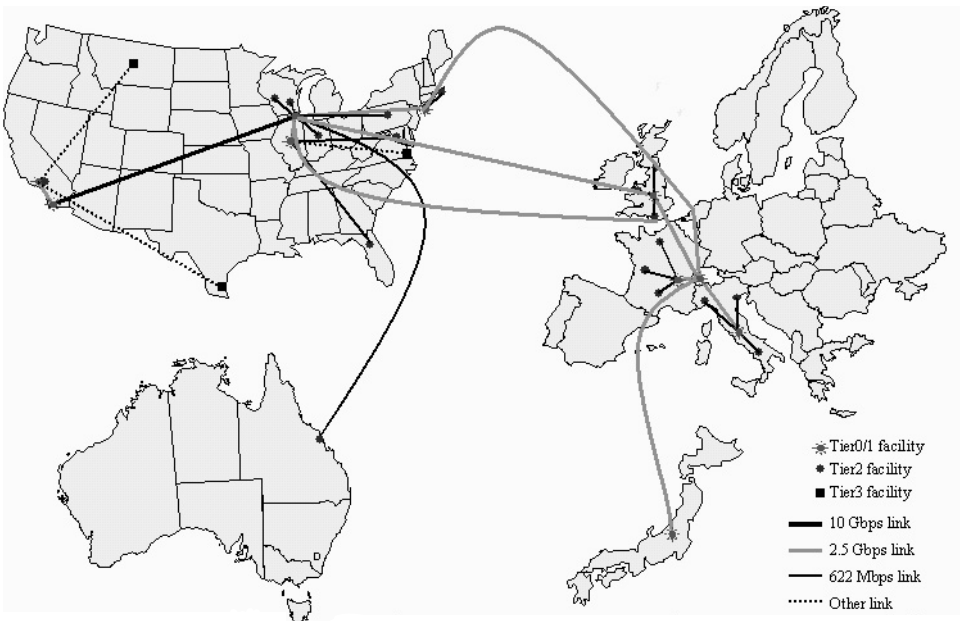 Tier0/1 facility
Tier2 facility
Tier3 facility
10 Gbps link
2.5 Gbps link
622 Mbps link
Other link